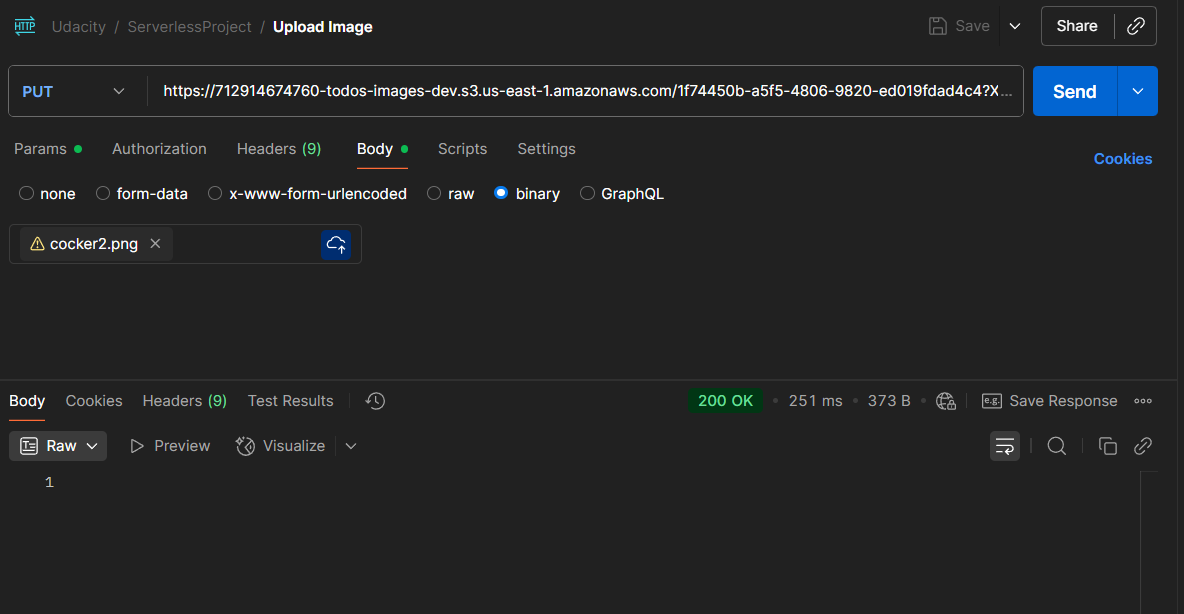 HTTP Udacity / ServerlessProject / Upload Image Save Share
PUT https://712914674760-todos-images-dev.s3.us-east-1.amazonaws.com/1f74450b-a5f5-4806-9820-ed019fdad4c4?X... Send
Params Authorization Headers (9) Body Scripts Settings Cookies
none form-data x-www-form-urlencoded raw binary GraphQL
cocker2.png
Body Cookies Headers (9) Test Results 200 OK 251 ms 373 B e.g. Save Response
Raw Preview Visualize
1